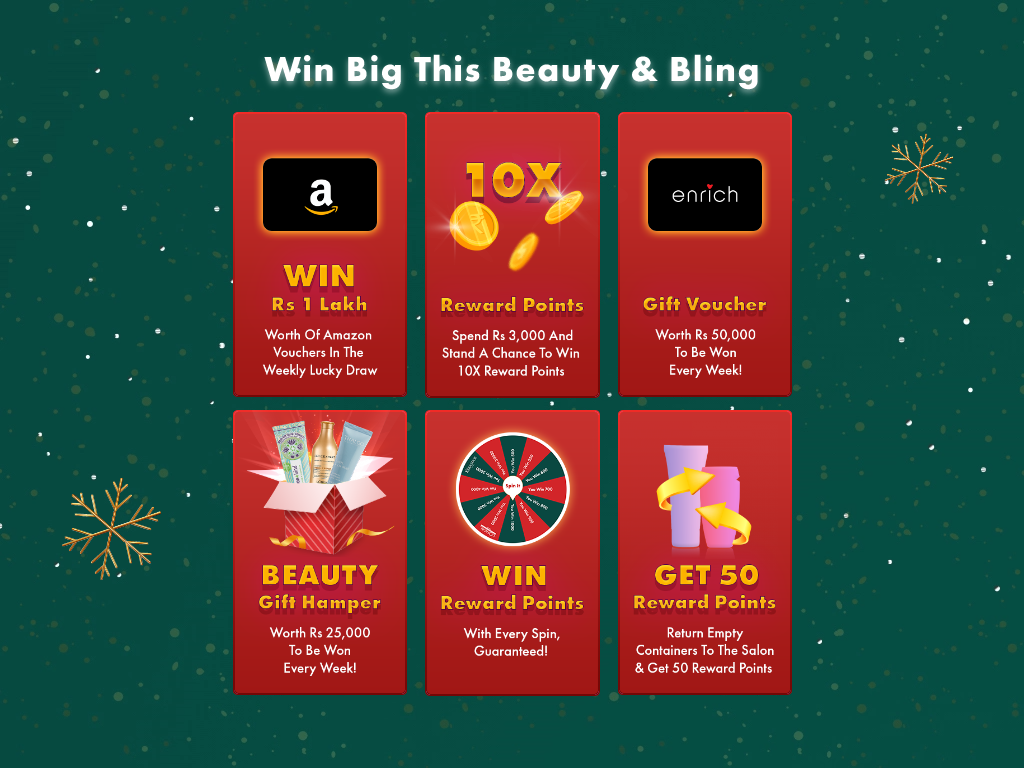 Win Big This Beauty & Bling
a
WIN
Rs 1 Lakh
Worth Of Amazon
Vouchers In The
Weekly Lucky Draw
10X
Reward Points
Spend Rs 3,000 And
Stand A Chance To Win
10X Reward Points
enrich
Gift Voucher
Worth Rs 50,000
To Be Won
Every Week!
BEAUTY
Gift Hamper
Worth Rs 25,000
To Be Won
Every Week!
Spin It
WIN
Reward Points
With Every Spin,
Guaranteed!
GET 50
Reward Points
Return Empty
Containers To The Salon
& Get 50 Reward Points